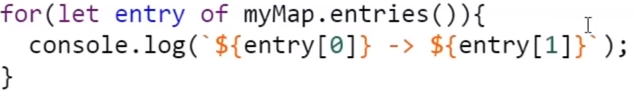 for(let entry of myMap.entries()){
  console.log(`${entry[0]} -> ${entry[1]}`);
}